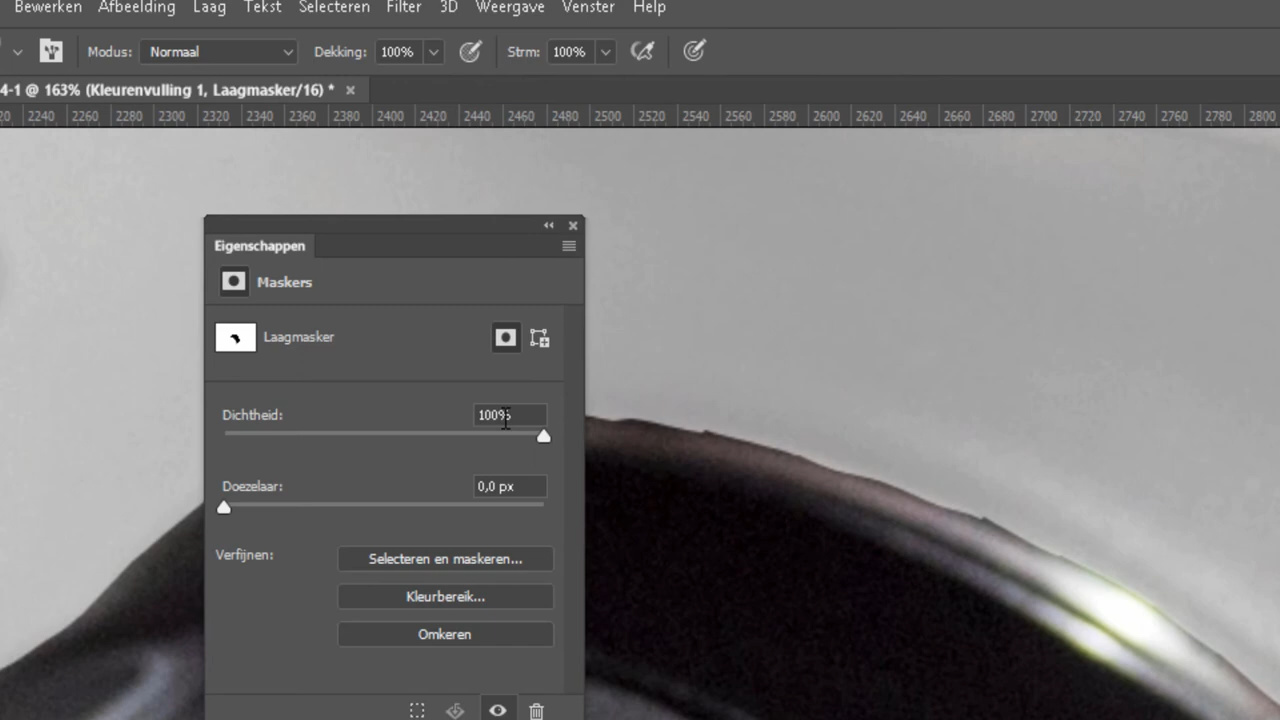 Bewerken Afbeelding Laag Tekst Selecteren Filter 3D Weergave Venster Help
Modus: Normaal Dekking: 100% Strm: 100%
4-1 @ 163% (Kleurenvulling 1, Laagmasker/16) *
20 2240 2260 2280 2300 2320 2340 2360 2380 2400 2420 2440 2460 2480 2500 2520 2540 2560 2580 2600 2620 2640 2660 2680 2700 2720 2740 2760 2780 2800
Eigenschappen
Maskers
Laagmasker
Dichtheid: 100%
Doezelaar: 0,0 px
Verfijnen: Selecteren en maskeren...
Kleurbereik...
Omkeren